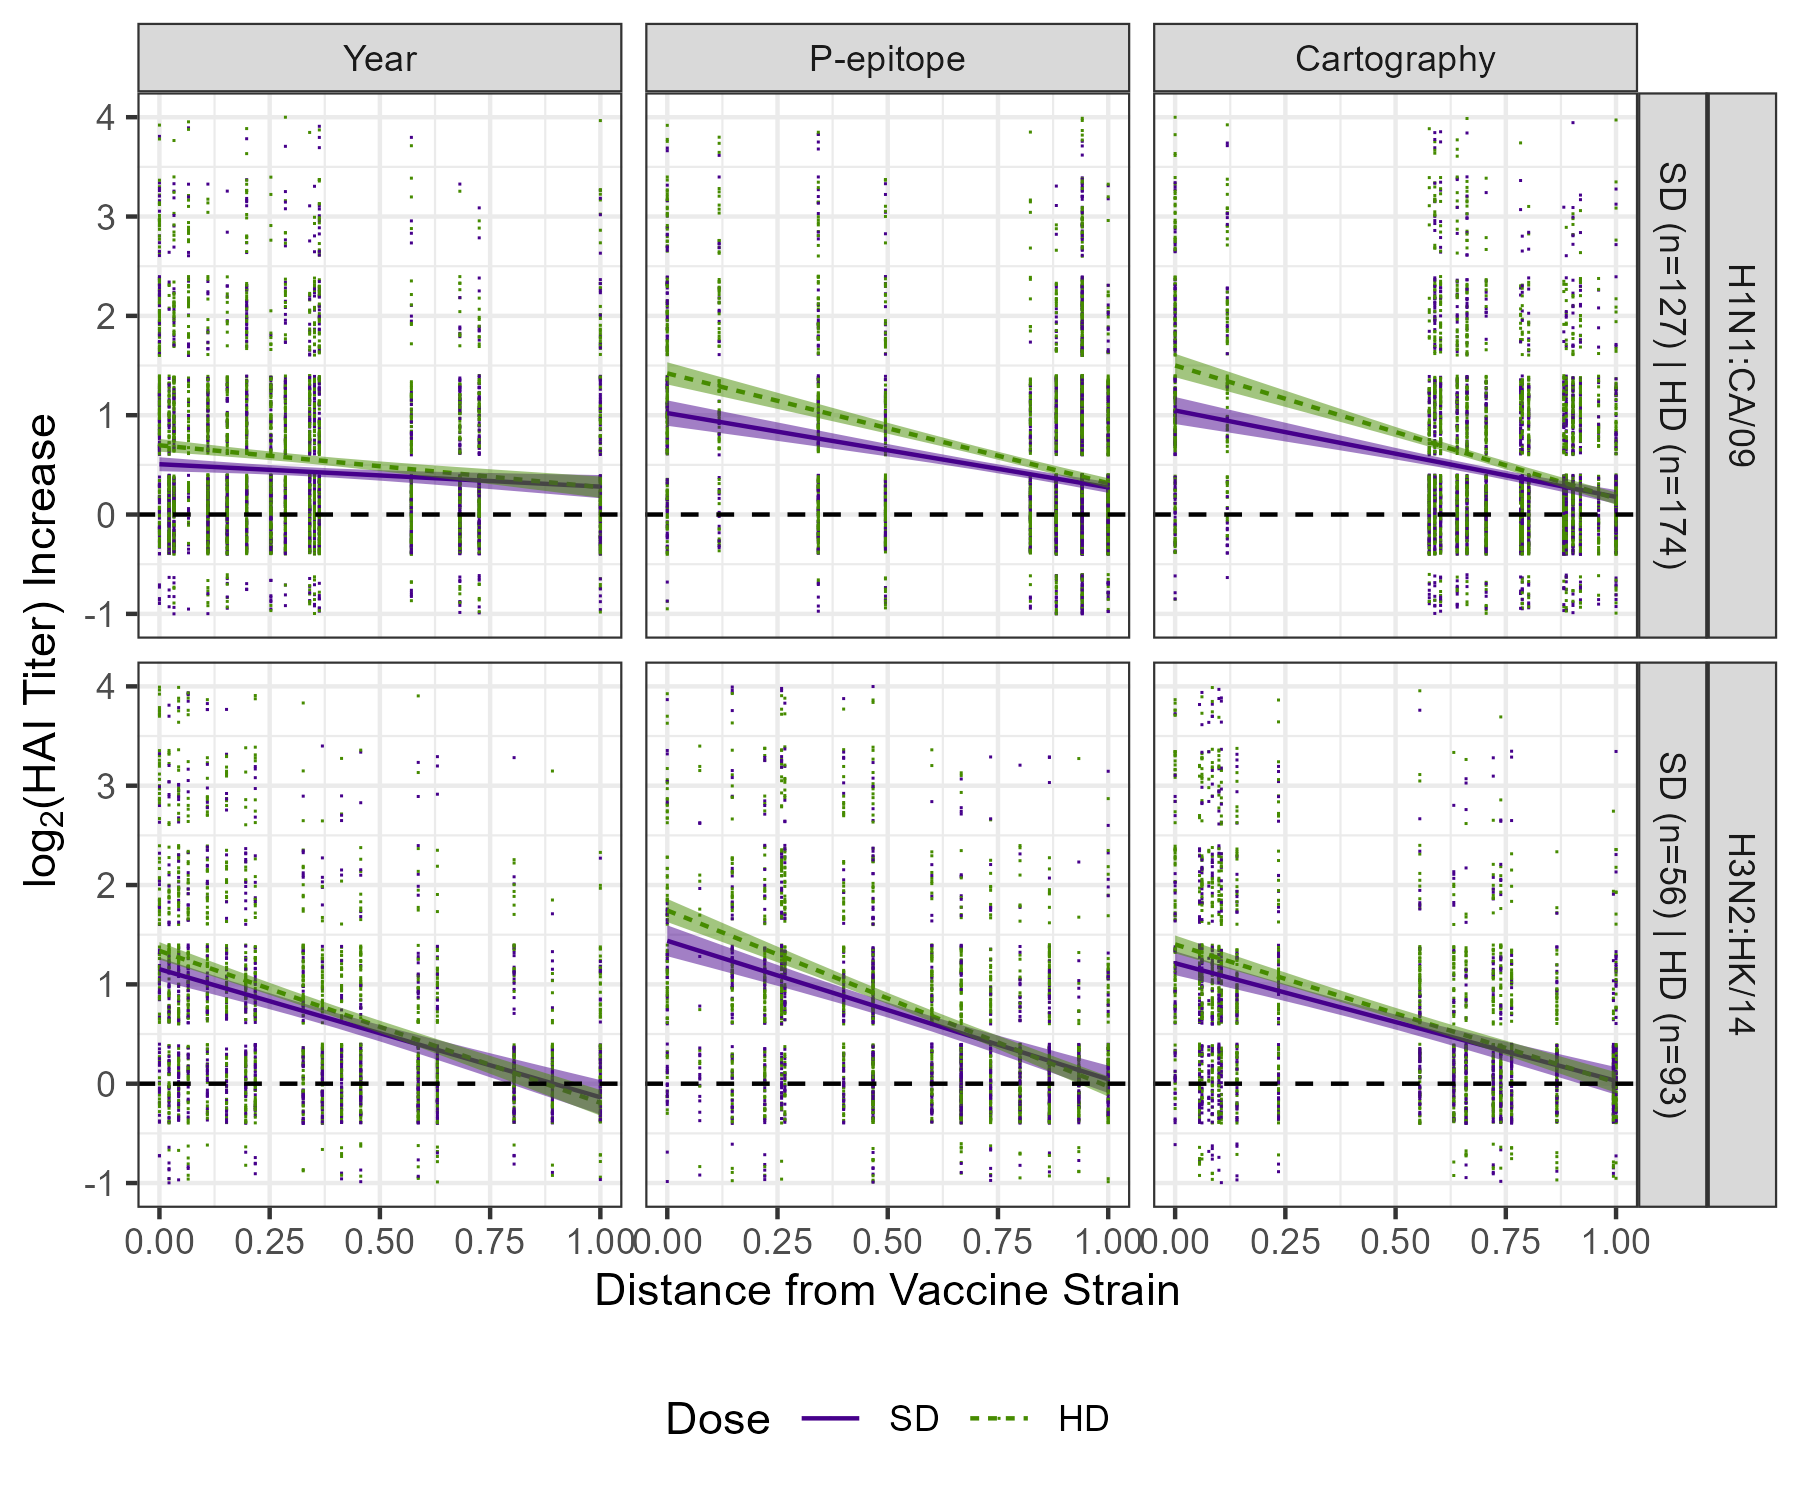 Year P-epitope Cartography
4
3
2
1
0
-1
SD (n=127) | HD (n=174)
H1N1:CA/09
4
3
2
1
0
-1
SD (n=56) | HD (n=93)
H3N2:HK/14
log₂(HAI Titer) Increase
0.00 0.25 0.50 0.75 1.00 0.00 0.25 0.50 0.75 1.00 0.00 0.25 0.50 0.75 1.00
Distance from Vaccine Strain
Dose SD HD